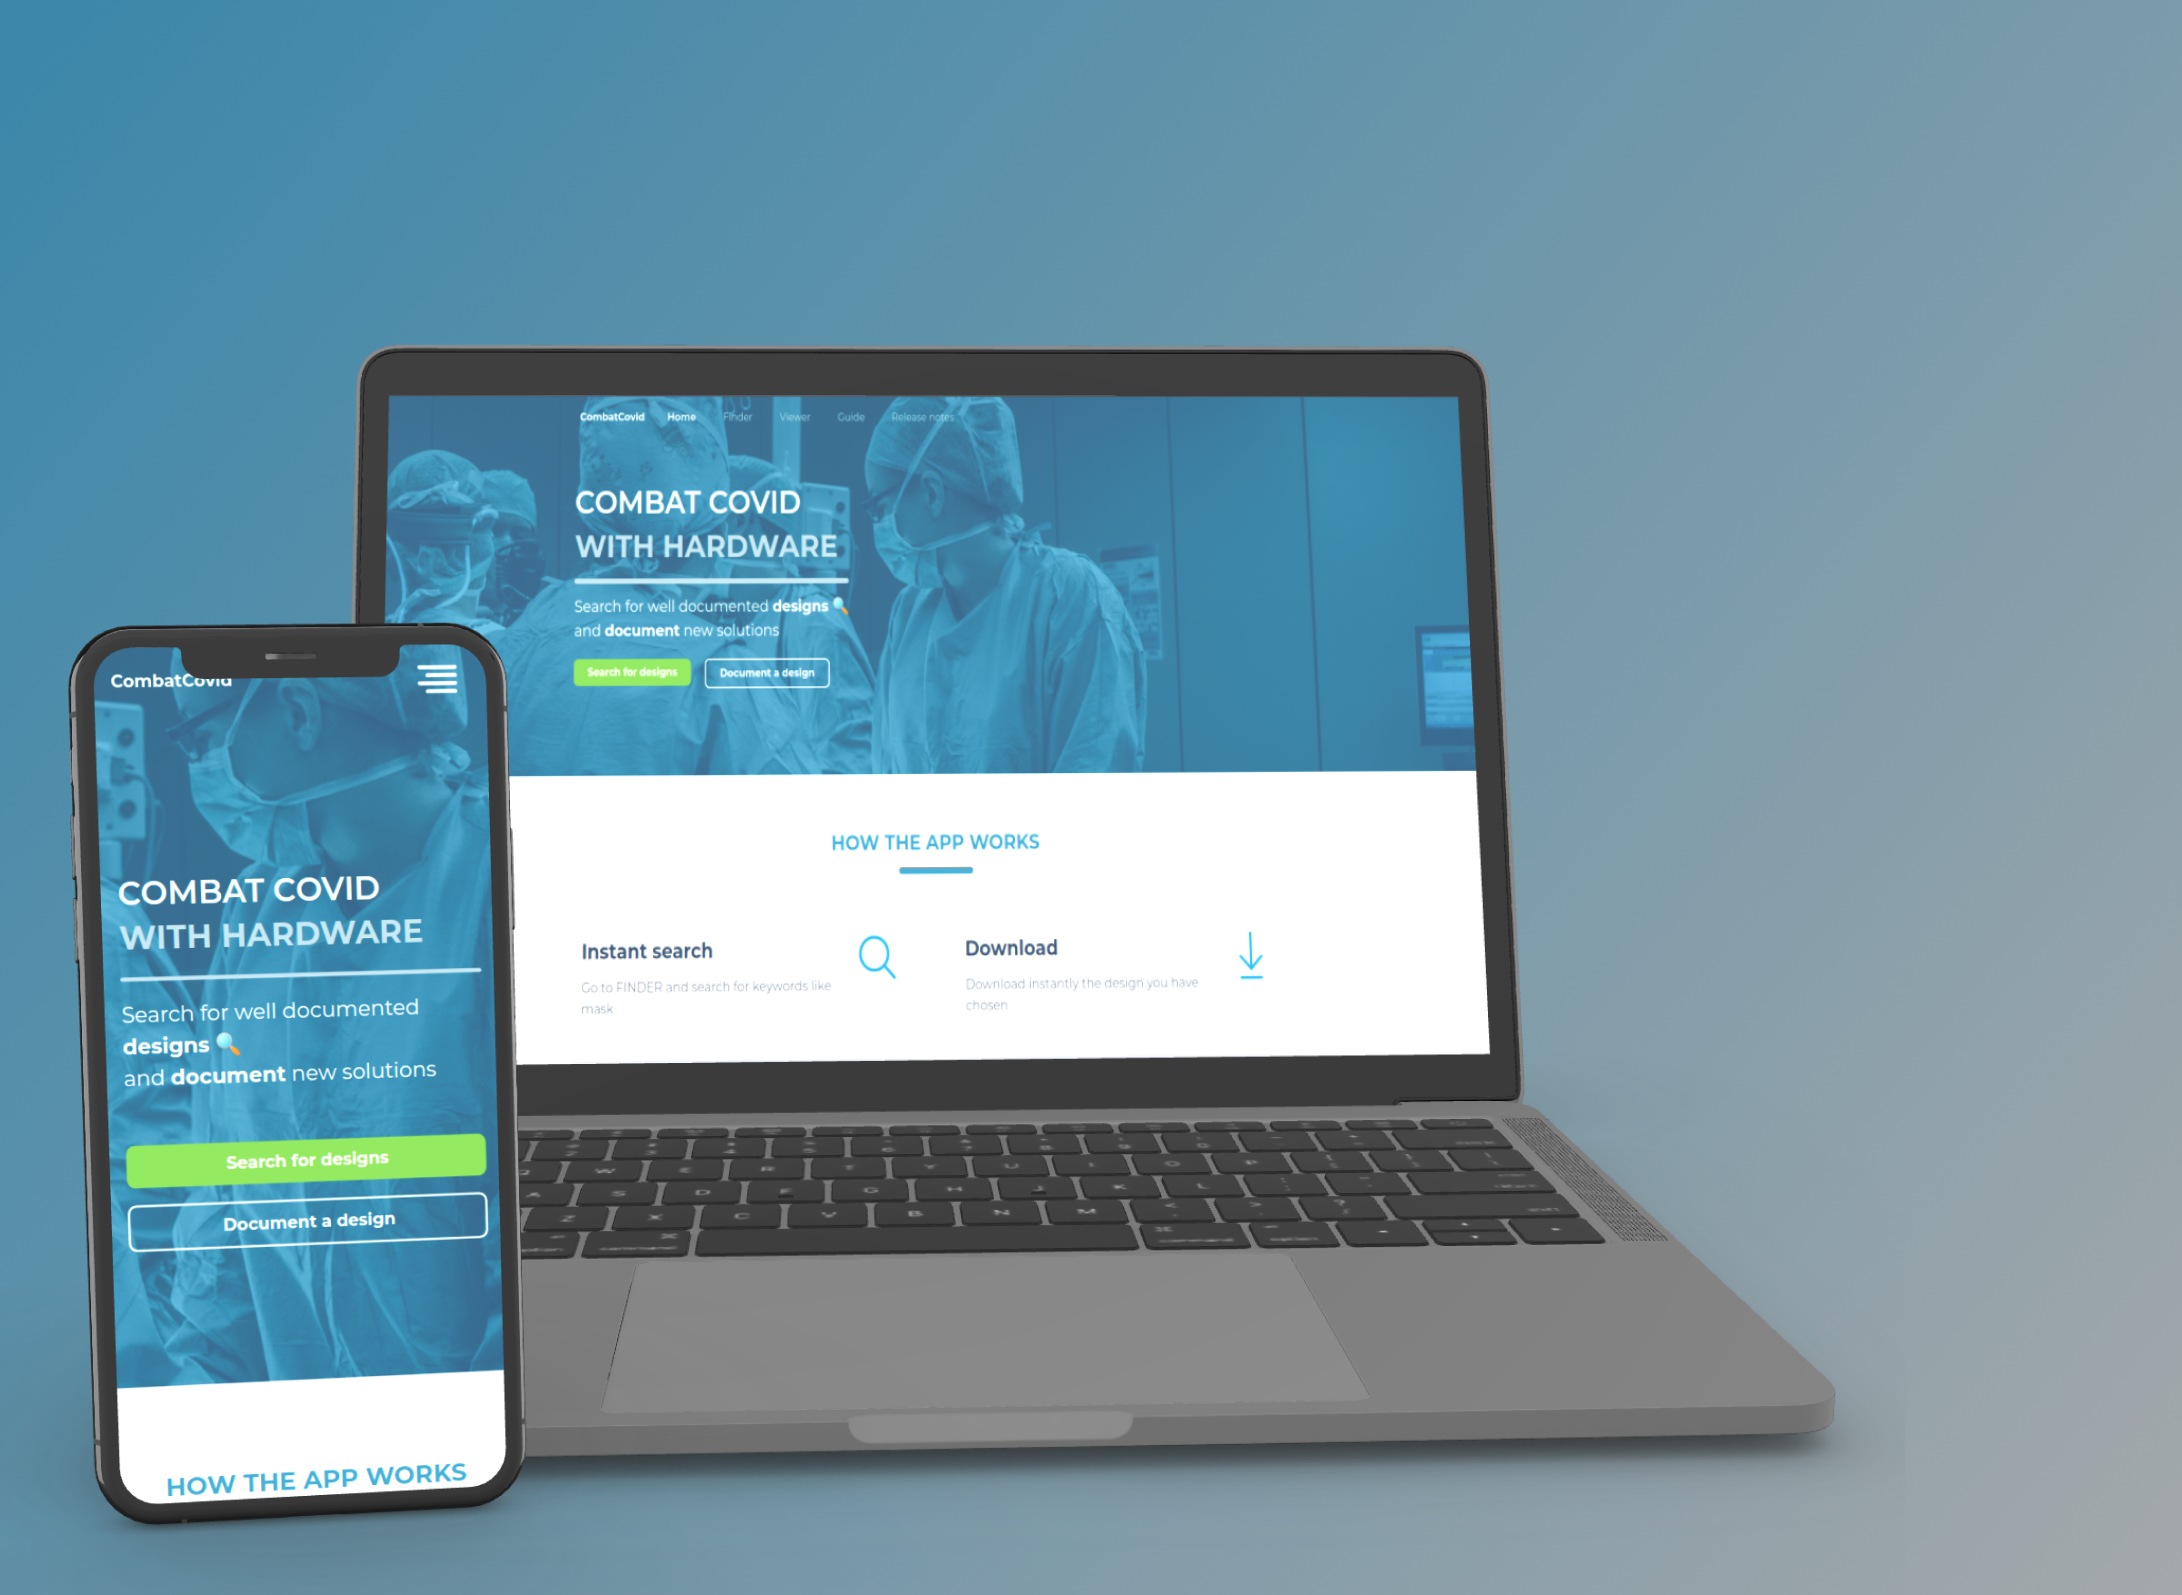 CombatCovid Home Finder Viewer Guide Release notes
COMBAT COVID
WITH HARDWARE
Search for well documented designs 🔍
and document new solutions
Search for designs Document a design
HOW THE APP WORKS
Instant search
Go to FINDER and search for keywords like
mask
Download
Download instantly the design you have
chosen
CombatCovid
COMBAT COVID
WITH HARDWARE
Search for well documented
designs 🔍
and document new solutions
Search for designs
Document a design
HOW THE APP WORKS
W E R T Y U I O P
A S D F G H J K L
Z X C V B N M
command command option